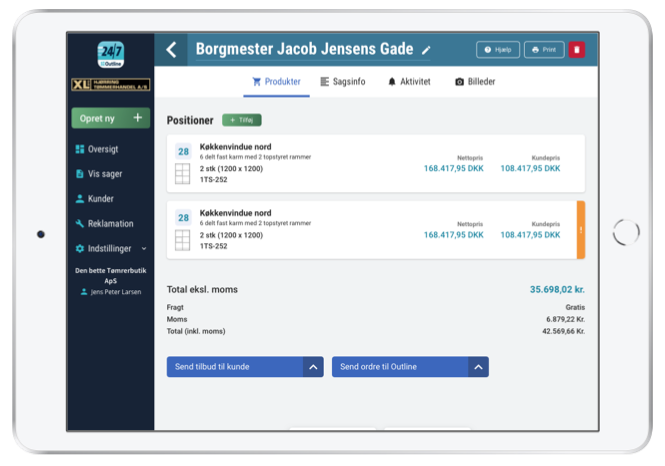 24|7
Outline
Borgmester Jacob Jensens Gade
Hjælp
Print
XL
HJØRRING
TØMMERHANDEL A/S
Produkter
Sagsinfo
Aktivitet
Billeder
Opret ny +
Oversigt
Vis sager
Kunder
Reklamation
Indstillinger
Den bette Tømrerbutik
ApS
Jens Peter Larsen
Positioner
+ Tilføj
28
Køkkenvindue nord
6 delt fast karm med 2 topstyret rammer
2 stk (1200 x 1200)
1TS-252
Nettopris
168.417,95 DKK
Kundepris
108.417,95 DKK
28
Køkkenvindue nord
6 delt fast karm med 2 topstyret rammer
2 stk (1200 x 1200)
1TS-252
Nettopris
168.417,95 DKK
Kundepris
108.417,95 DKK
Total eksl. moms 35.698,02 kr.
Fragt Gratis
Moms 6.879,22 Kr.
Total (inkl. moms) 42.569,66 Kr.
Send tilbud til kunde
Send ordre til Outline